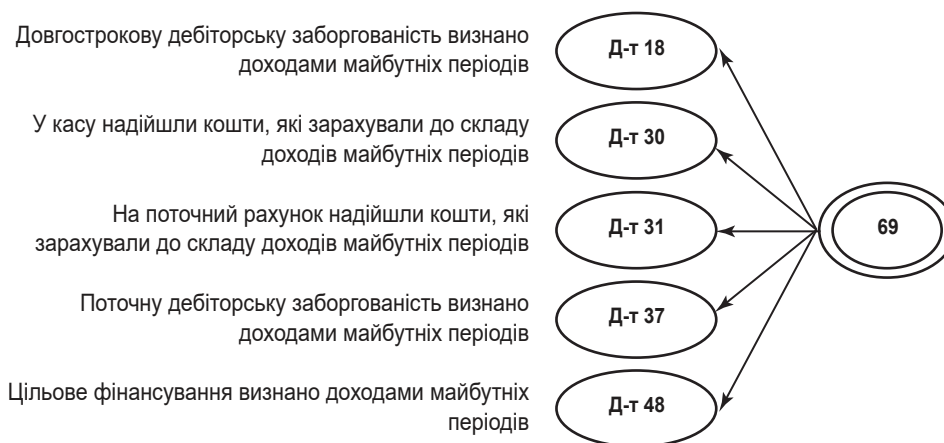 Довгострокову дебіторську заборгованість визнано
доходами майбутніх періодів
Д-т 18
У касу надійшли кошти, які зарахували до складу
доходів майбутніх періодів
Д-т 30
На поточний рахунок надійшли кошти, які
зарахували до складу доходів майбутніх періодів
Д-т 31
69
Поточну дебіторську заборгованість визнано
доходами майбутніх періодів
Д-т 37
Цільове фінансування визнано доходами майбутніх
періодів
Д-т 48